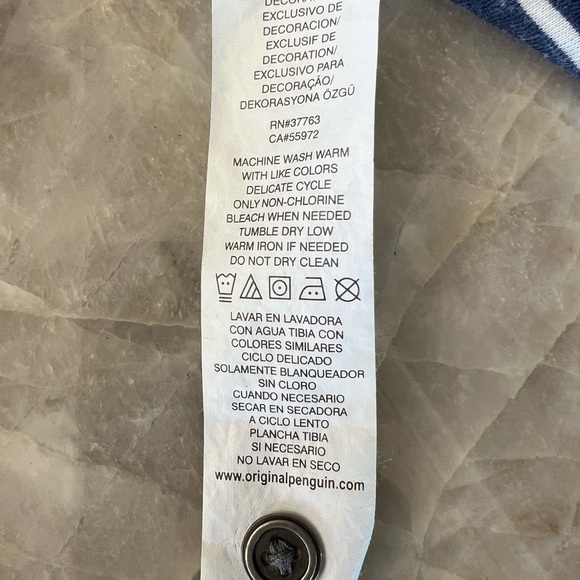 EXCLUSIVO DE
DECORACION/
EXCLUSIF DE
DECORATION/
EXCLUSIVO PARA
DECORAÇÃO/
DEKORASYONA ÖZGÜ
RN#37763
CA#55972
MACHINE WASH WARM
WITH LIKE COLORS
DELICATE CYCLE
ONLY NON-CHLORINE
BLEACH WHEN NEEDED
TUMBLE DRY LOW
WARM IRON IF NEEDED
DO NOT DRY CLEAN
LAVAR EN LAVADORA
CON AGUA TIBIA CON
COLORES SIMILARES
CICLO DELICADO
SOLAMENTE BLANQUEADOR
SIN CLORO
CUANDO NECESARIO
SECAR EN SECADORA
A CICLO LENTO
PLANCHA TIBIA
SI NECESARIO
NO LAVAR EN SECO
www.originalpenguin.com